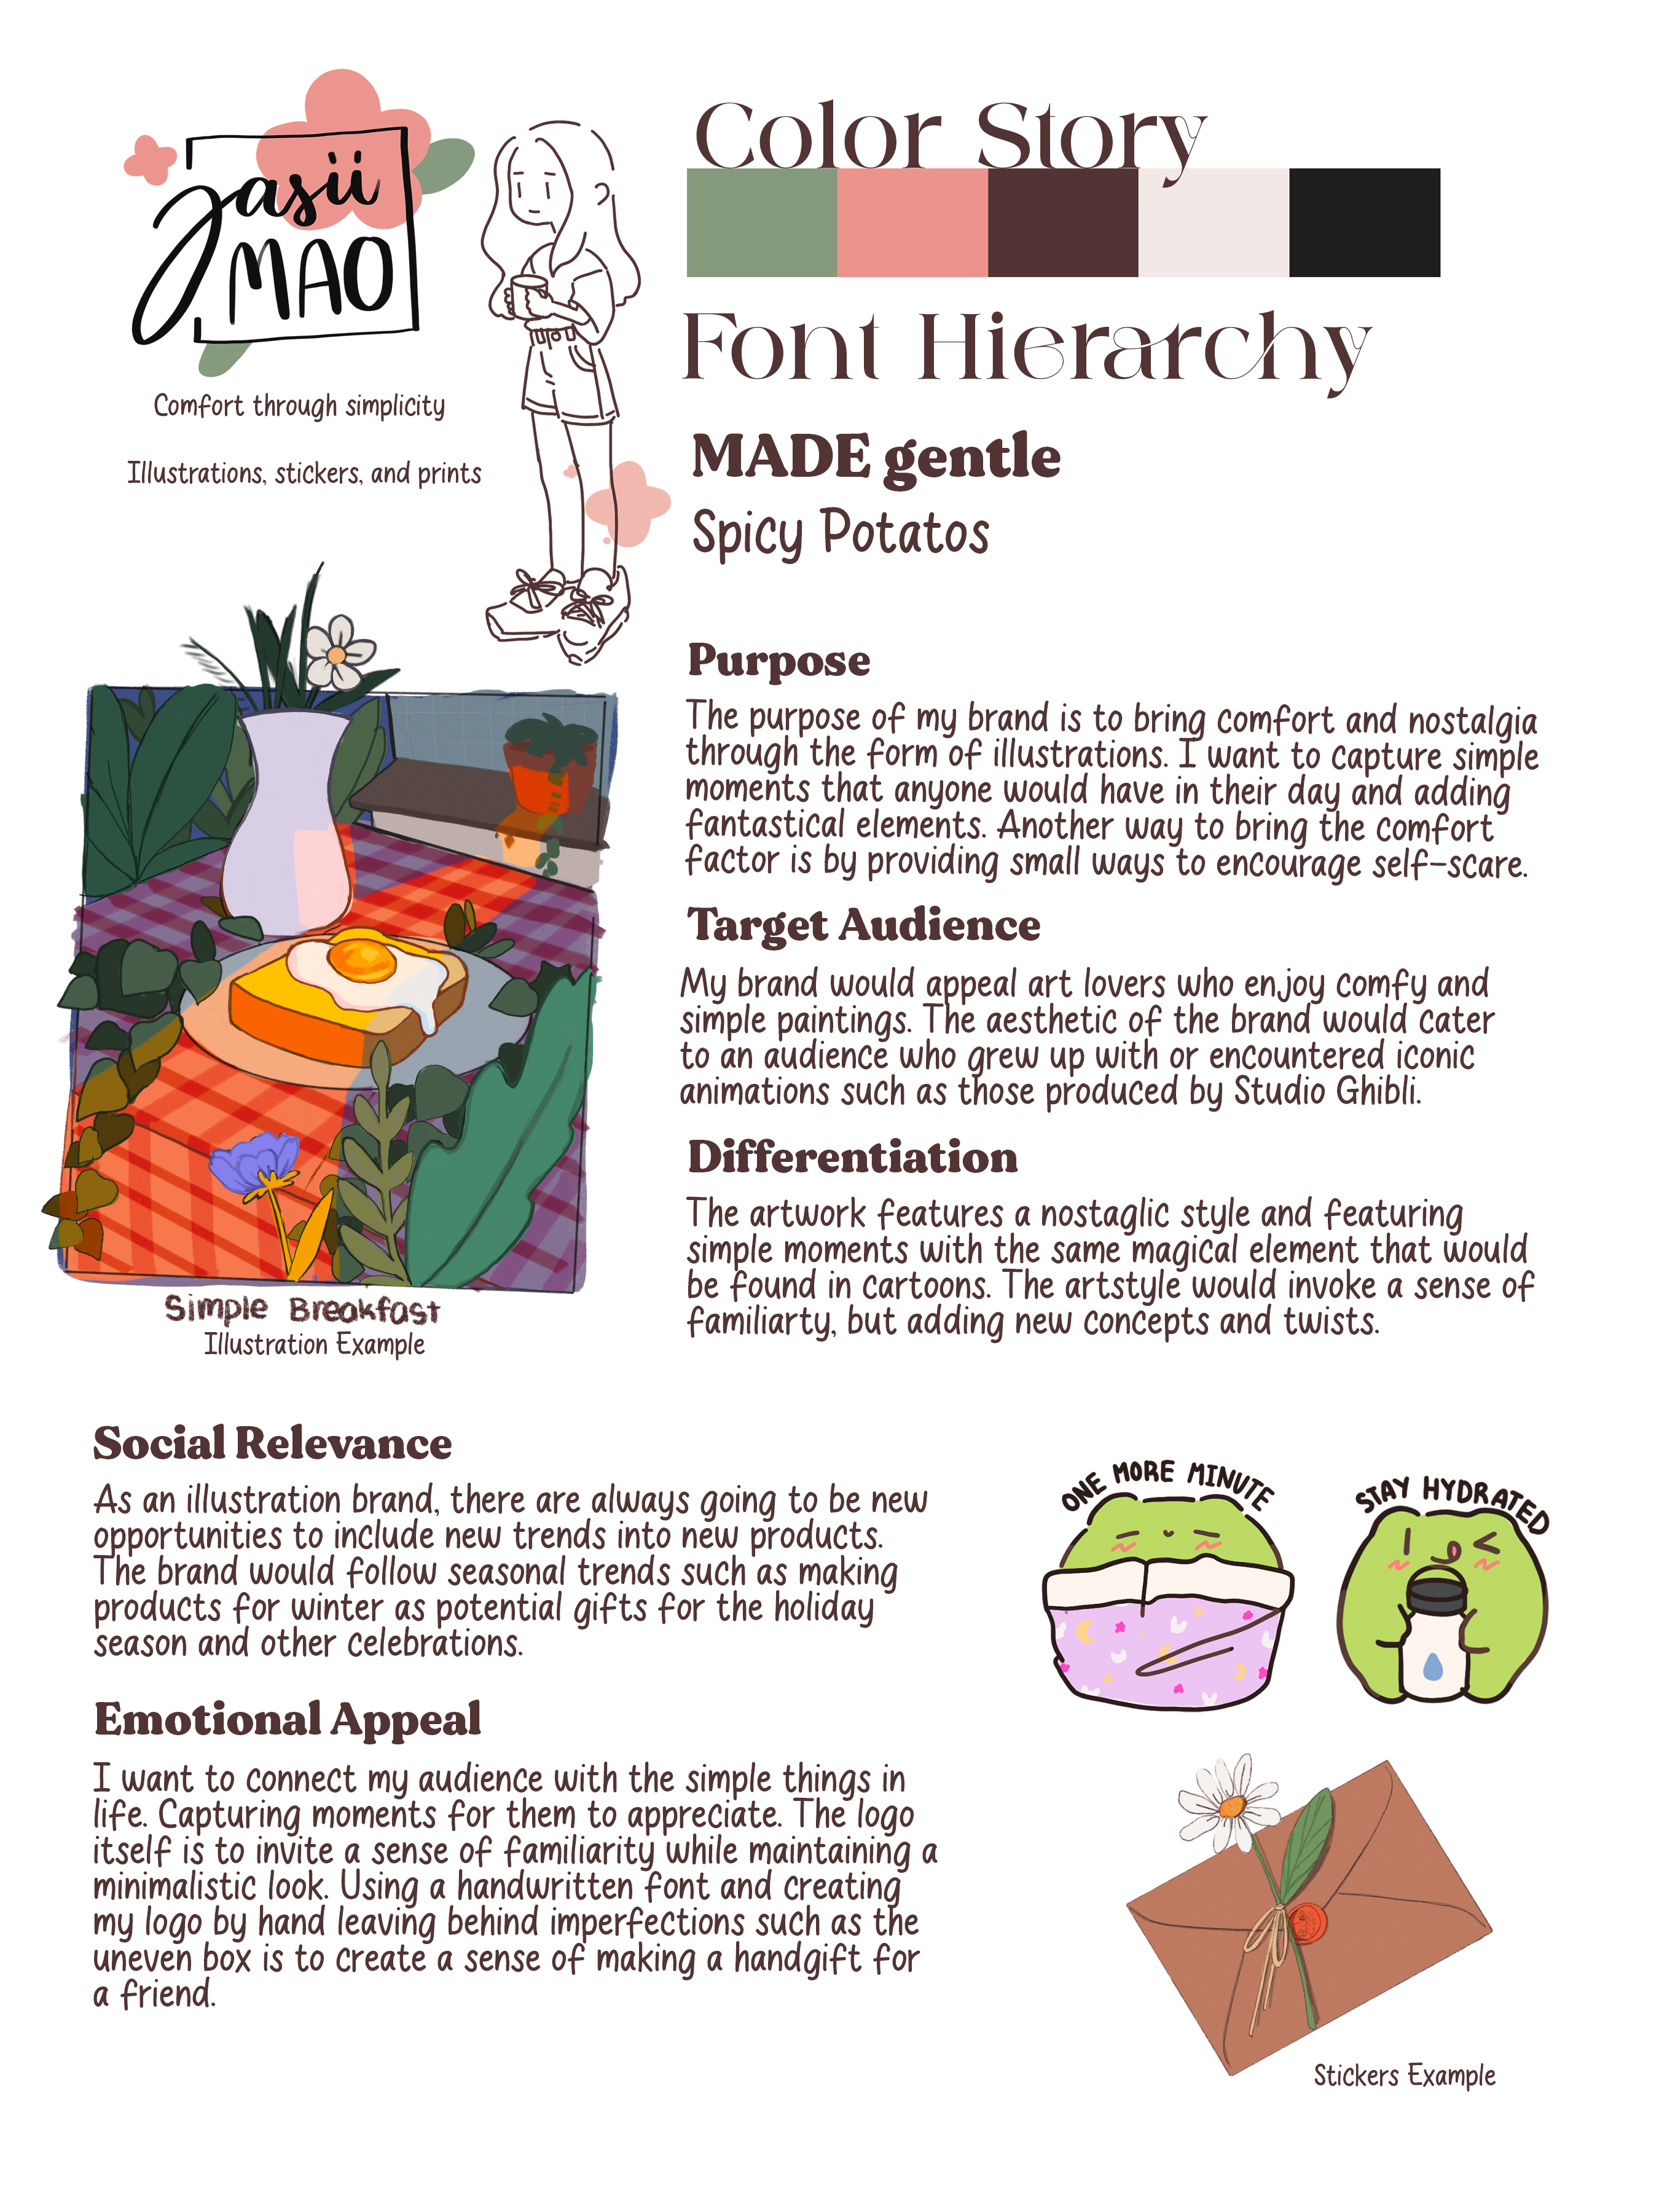 Jasii
MAO
Comfort through simplicity
Illustrations, stickers, and prints
Color Story
Font Hierarchy
MADE gentle
Spicy Potatos
Purpose
The purpose of my brand is to bring comfort and nostalgia
through the form of illustrations. I want to capture simple
moments that anyone would have in their day and adding
fantastical elements. Another way to bring the comfort
factor is by providing small ways to encourage self-scare.
Target Audience
My brand would appeal art lovers who enjoy comfy and
simple paintings. The aesthetic of the brand would cater
to an audience who grew up with or encountered iconic
animations such as those produced by Studio Ghibli.
Differentiation
The artwork features a nostaglic style and featuring
simple moments with the same magical element that would
be found in cartoons. The artstyle would invoke a sense of
familiarty, but adding new concepts and twists.
Simple Breakfast
Illustration Example
Social Relevance
As an illustration brand, there are always going to be new
opportunities to include new trends into new products.
The brand would follow seasonal trends such as making
products for winter as potential gifts for the holiday
season and other celebrations.
Emotional Appeal
I want to connect my audience with the simple things in
life. Capturing moments for them to appreciate. The logo
itself is to invite a sense of familiarity while maintaining a
minimalistic look. Using a handwritten font and creating
my logo by hand leaving behind imperfections such as the
uneven box is to create a sense of making a handgift for
a friend.
ONE MORE MINUTE
STAY HYDRATED
Stickers Example